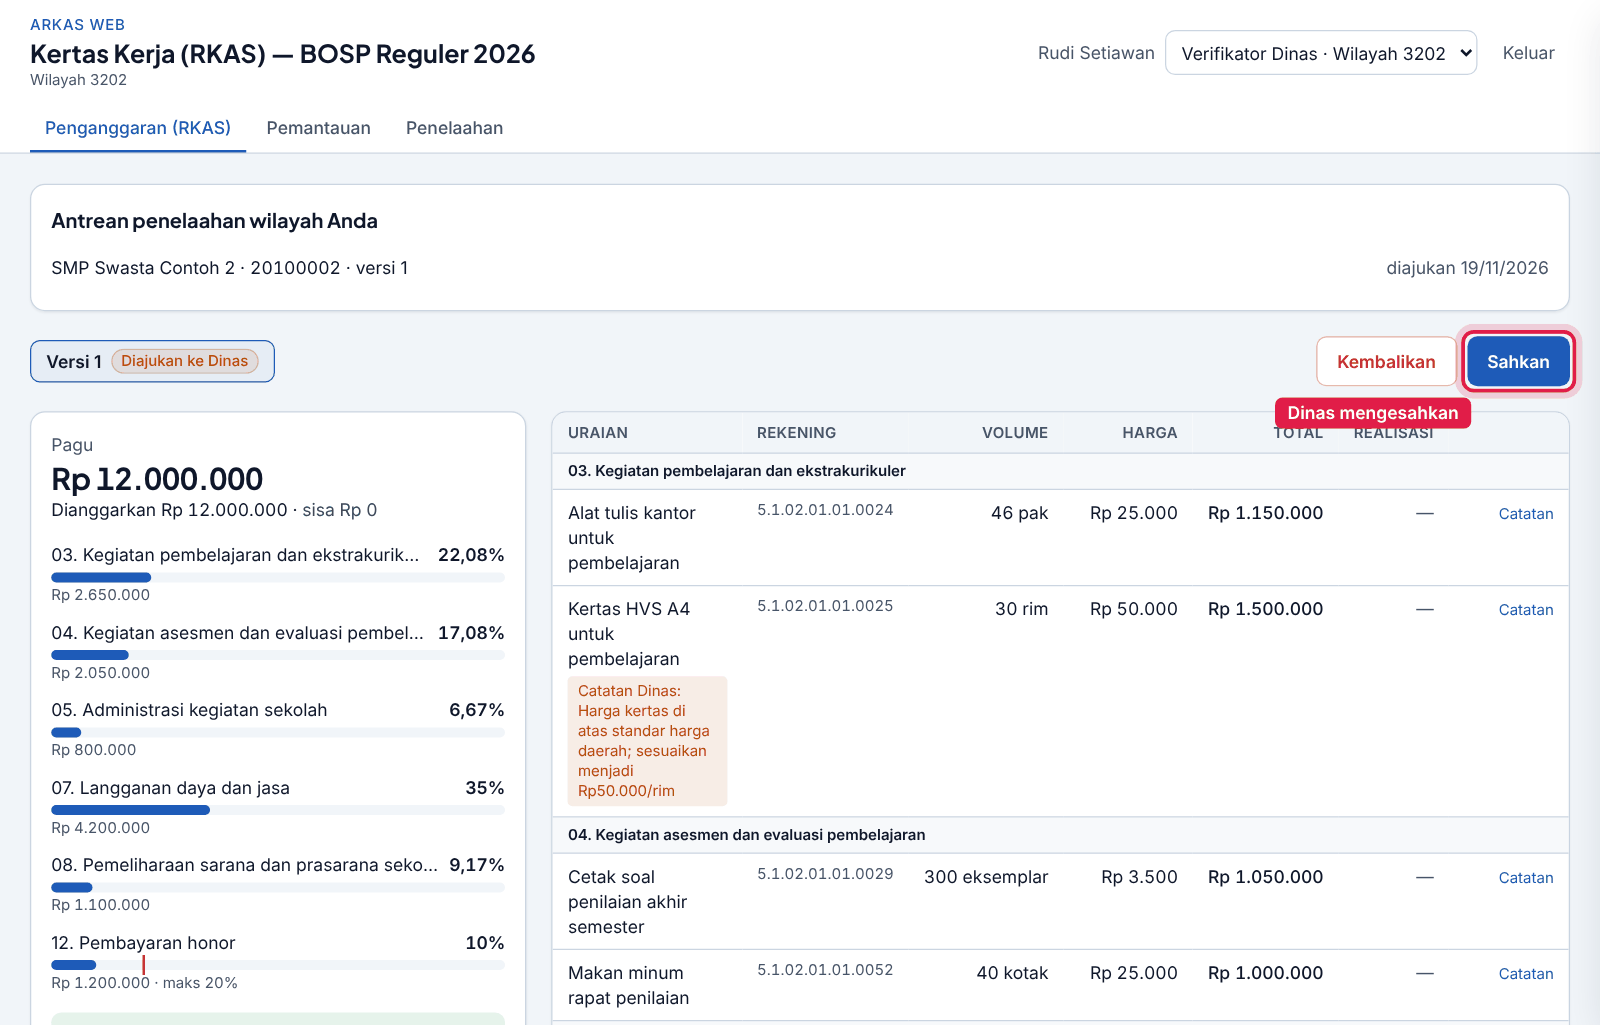 ARKAS WEB
Kertas Kerja (RKAS) — BOSP Reguler 2026
Wilayah 3202
Rudi Setiawan
Verifikator Dinas · Wilayah 3202
Keluar
Penganggaran (RKAS)
Pemantauan
Penelaahan
Antrean penelaahan wilayah Anda
SMP Swasta Contoh 2 · 20100002 · versi 1
diajukan 19/11/2026
Versi 1
Diajukan ke Dinas
Kembalikan
Sahkan
Dinas mengesahkan
Pagu
Rp 12.000.000
Dianggarkan Rp 12.000.000 · sisa Rp 0
03. Kegiatan pembelajaran dan ekstrakurik... 22,08%
Rp 2.650.000
04. Kegiatan asesmen dan evaluasi pembel... 17,08%
Rp 2.050.000
05. Administrasi kegiatan sekolah 6,67%
Rp 800.000
07. Langganan daya dan jasa 35%
Rp 4.200.000
08. Pemeliharaan sarana dan prasarana seko... 9,17%
Rp 1.100.000
12. Pembayaran honor 10%
Rp 1.200.000 · maks 20%
URAIAN REKENING VOLUME HARGA TOTAL REALISASI
03. Kegiatan pembelajaran dan ekstrakurikuler
Alat tulis kantor 5.1.02.01.01.0024 46 pak Rp 25.000 Rp 1.150.000 — Catatan
untuk
pembelajaran
Kertas HVS A4 5.1.02.01.01.0025 30 rim Rp 50.000 Rp 1.500.000 — Catatan
untuk
pembelajaran
Catatan Dinas:
Harga kertas di
atas standar harga
daerah; sesuaikan
menjadi
Rp50.000/rim
04. Kegiatan asesmen dan evaluasi pembelajaran
Cetak soal 5.1.02.01.01.0029 300 eksemplar Rp 3.500 Rp 1.050.000 — Catatan
penilaian akhir
semester
Makan minum 5.1.02.01.01.0052 40 kotak Rp 25.000 Rp 1.000.000 — Catatan
rapat penilaian